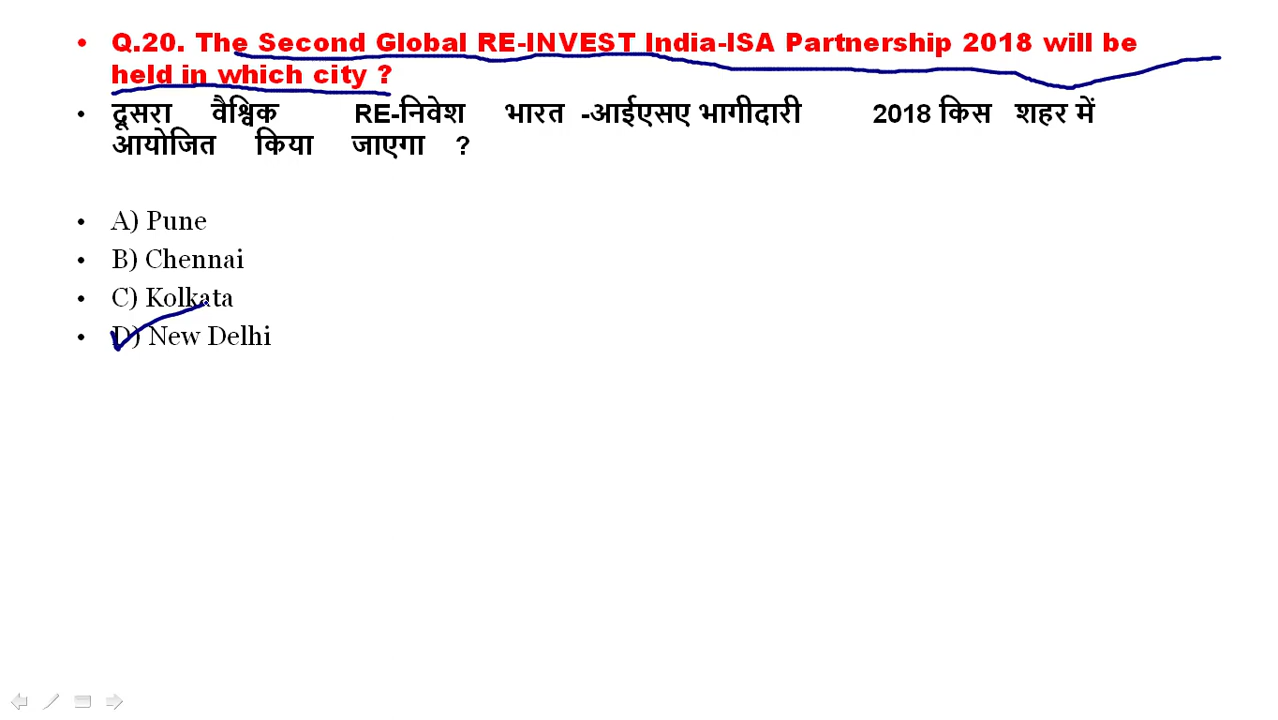 • Q.20. The Second Global RE-INVEST India-ISA Partnership 2018 will be
held in which city ?
• दूसरा वैश्विक RE-निवेश भारत -आईएसए भागीदारी 2018 किस शहर में
आयोजित किया जाएगा ?
• A) Pune
• B) Chennai
• C) Kolkata
• D) New Delhi